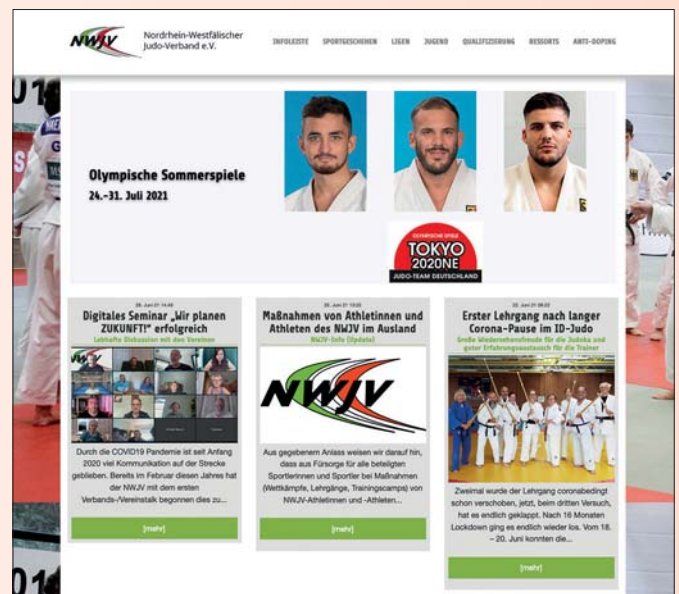 NWJV
Nordrhein-Westfälischer
Judo-Verband e.V.
INFOLEISTE SPORTGESCHEHEN LIGEN JUGEND QUALIFIZIERUNG RESSORTS ANTI-DOPING
Olympische Sommerspiele
24.–31. Juli 2021
OLYMPISCHE SPIELE
TOKYO
2020NE
JUDO-TEAM DEUTSCHLAND
Digitales Seminar „Wir planen
ZUKUNFT!“ erfolgreich
Lebhafte Diskussion mit den Vereinen
Durch die COVID19 Pandemie ist seit Anfang
2020 viel Kommunikation auf der Strecke
geblieben. Bereits im Februar diesen Jahres hat
der NWJV mit dem ersten
Verbands-/Vereinstalk begonnen dies zu...
[mehr]
Maßnahmen von Athletinnen und
Athleten des NWJV im Ausland
NWJV-Info (Update)
NWJV
Aus gegebenem Anlass weisen wir darauf hin,
dass aus Fürsorge für alle beteiligten
Sportlerinnen und Sportler bei Maßnahmen
(Wettkämpfe, Lehrgänge, Trainingscamps) von
NWJV-Athletinnen und -Athleten...
[mehr]
Erster Lehrgang nach langer
Corona-Pause im ID-Judo
Große Wiedersehensfreude für die Judoka und
guter Erfahrungsaustausch für die Trainer
Zweimal wurde der Lehrgang coronabedingt
schon verschoben, jetzt, beim dritten Versuch,
hat es endlich geklappt. Nach 16 Monaten
Lockdown ging es endlich wieder los. Vom 18.
– 20. Juni konnten die...
[mehr]